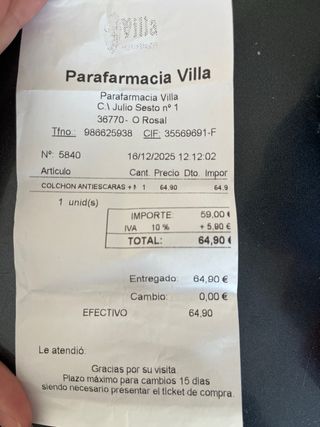 villa
Parafarmacia Villa
Parafarmacia Villa
C.\ Julio Sesto nº 1
36770- O Rosal
Tfno.: 986625938 CIF: 35569691-F
Nº: 5840 16/12/2025 12:12:02
Articulo Cant. Precio Dto. Impor
COLCHON ANTIESCARAS 1 64.90 64.9
1 unid(s)
IMPORTE: 59,00 €
IVA 10 % + 5,90 €
TOTAL: 64,90 €
Entregado: 64,90 €
Cambio: 0,00 €
EFECTIVO 64.90
Le atendió:
Gracias por su visita.
Plazo máximo para cambios 15 días
siendo necesario presentar el ticket de compra.